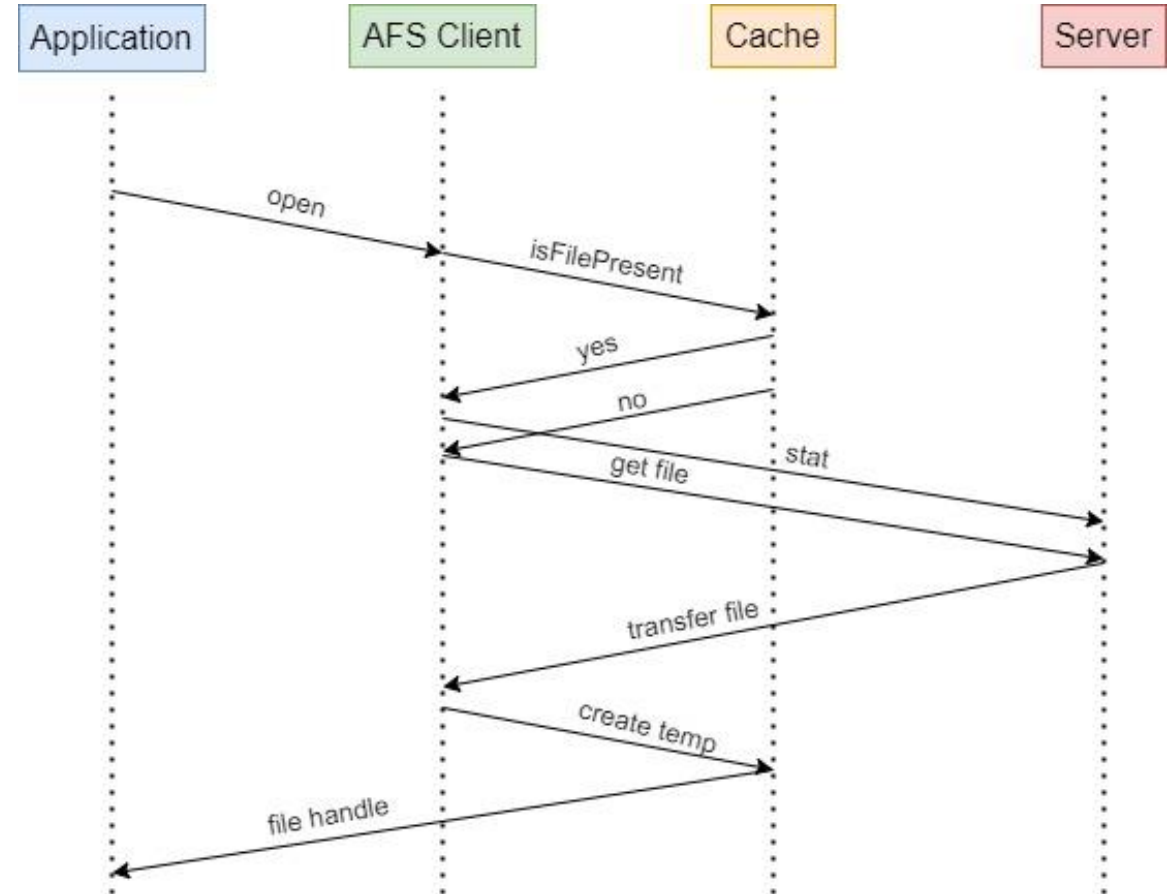 Application
AFS Client
Cache
Server
open
isFilePresent
yes
no
stat
get file
transfer file
create temp
file handle